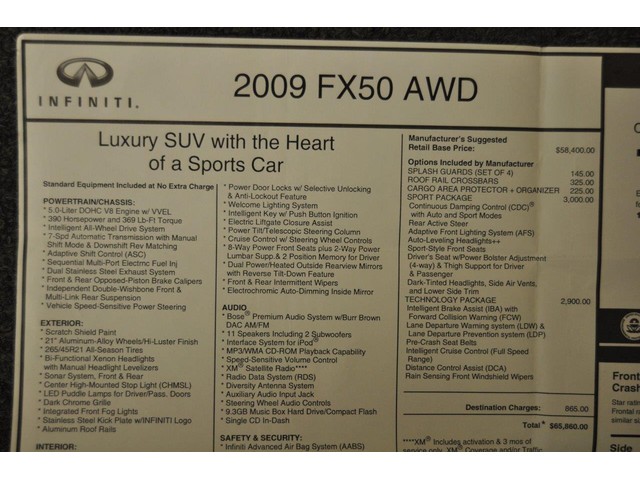 INFINITI.
2009 FX50 AWD
Luxury SUV with the Heart
of a Sports Car
Standard Equipment Included at No Extra Charge
POWERTRAIN/CHASSIS:
* 5.0-Liter DOHC V8 Engine w/ VVEL
* 390 Horsepower and 369 Lb-Ft Torque
* Intelligent All-Wheel Drive System
* 7-Spd Automatic Transmission with Manual
Shift Mode & Downshift Rev Matching
* Adaptive Shift Control (ASC)
* Sequential Multi-Port Electric Fuel Inj
* Dual Stainless Steel Exhaust System
* Front & Rear Opposed-Piston Brake Calipers
* Independent Double-Wishbone Front &
Multi-Link Rear Suspension
* Vehicle Speed-Sensitive Power Steering
EXTERIOR:
* Scratch Shield Paint
* 21" Aluminum-Alloy Wheels/Hi-Luster Finish
* 265/45R21 All-Season Tires
* Bi-Functional Xenon Headlights
with Manual Headlight Levelizers
* Signal Sensing Front & Rear
* Center High-Mounted Stop Light (CHMSL)
* LED Puddle Lamps for Driver/Pass. Doors
* Dark Chrome Grille
* Integrated Front Fog Lights
* Stainless Steel Kick Plate w/INFINITI Logo
* Aluminum Roof Rails
INTERIOR:
* Power Door Locks w/ Selective Unlocking
& Anti-Lockout Feature
* Welcome Lighting System
* Intelligent Key w/ Push Button Ignition
* Electric Liftgate Closure Assist
* Power Tilt/Telescopic Steering Column
* Cruise Control w/ Steering Wheel Controls
* 8-Way Power Front Seats plus 2-Way Power
Lumbar Supp.& 2 Position Memory for Driver
* Dual Power/Heated Outside Rearview Mirrors
with Reverse Tilt-Down Feature
* Front & Rear Intermittent Wipers
* Electrochromic Auto-Dimming Inside Mirror
AUDIO
* Bose® Premium Audio System w/Burr Brown
DAC AM/FM
* 11 Speakers Including 2 Subwoofers
* Interface System for iPod®
* MP3/WMA CD-ROM Playback Capability
* Speed-Sensitive Volume Control
* XM® Satellite Radio****
* Radio Data System (RDS)
* Diversity Antenna System
* Auxiliary Audio Input Jack
* Steering Wheel Audio Controls
* 9.3GB Music Box Hard Drive/Compact Flash
* Single CD In-Dash
SAFETY & SECURITY:
* Infiniti Advanced Air Bag System (AABS)
Manufacturer's Suggested
Retail Base Price: $58,400.00
Options Included by Manufacturer
SPLASH GUARDS (SET OF 4) 145.00
ROOF RAIL CROSSBARS 325.00
CARGO AREA PROTECTOR + ORGANIZER 225.00
SPORT PACKAGE 3,000.00
Continuous Damping Control (CDC)®
with Auto and Sport Modes
Rear Active Steer
Adaptive Front Lighting System (AFS)
Auto-Leveling Headlights++
Sport-Style Front Seats
Driver's Seat w/Power Bolster Adjustment
(4-way) & Thigh Support for Driver
& Passenger
Dark-Tinted Headlights, Side Air Vents,
and Lower Side Trim
TECHNOLOGY PACKAGE 2,900.00
Intelligent Brake Assist (IBA) with
Forward Collision Warning (FCW)
Lane Departure Warning system (LDW) &
Lane Departure Prevention system (LDP)
Pre-Crash Seat Belts
Intelligent Cruise Control (Full Speed
Range)
Distance Control Assist (DCA)
Rain Sensing Front Windshield Wipers
Destination Charges: 865.00
Total* $65,860.00
****XM® Includes activation & 3 mos of
service only. XM® Coverage and/or Traffic
Front
Crash
Star rati
Frontal r
similar s
Side